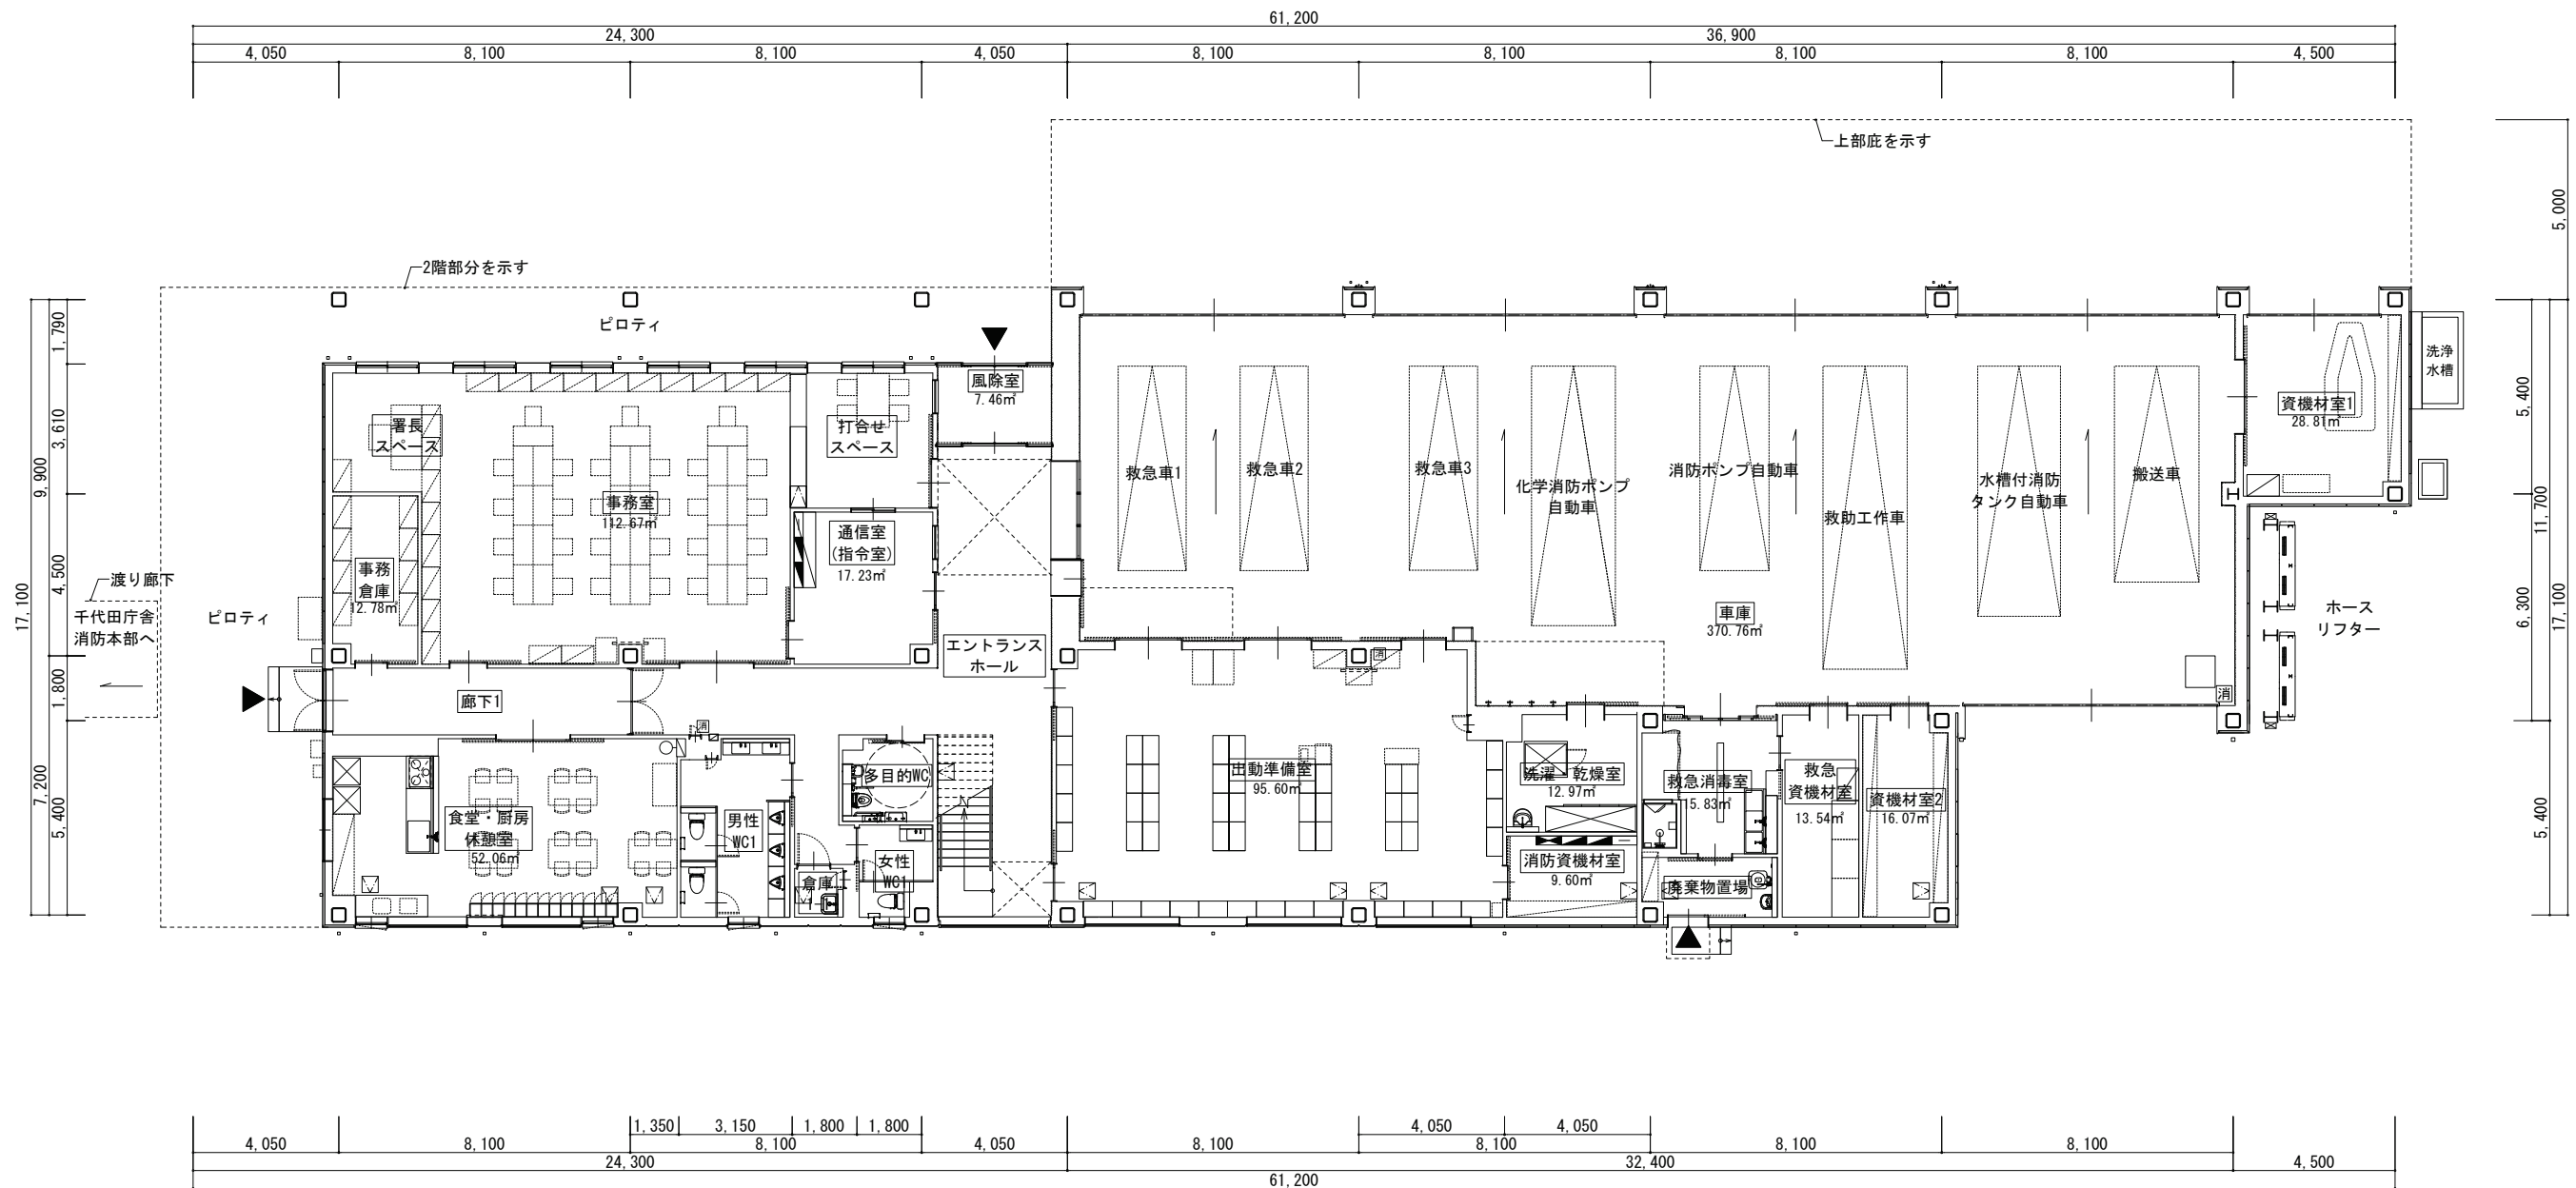 61,200
24,300
36,900
4,050
8,100
8,100
4,050
8,100
8,100
8,100
8,100
4,500
上部庇を示す
5,000
2階部分を示す
ピロティ
1,790
3,610
9,900
4,500
17,100
1,800
7,200
5,400
風除室
7.46㎡
署長
スペース
打合せ
スペース
事務室
112.67㎡
通信室
(指令室)
17.23㎡
事務
倉庫
12.78㎡
渡り廊下
千代田庁舎
消防本部へ
ピロティ
エントランス
ホール
廊下1
消
救急車1
救急車2
救急車3
化学消防ポンプ
自動車
消防ポンプ自動車
救助工作車
水槽付消防
タンク自動車
搬送車
車庫
370.76㎡
消
消
資機材室1
28.81㎡
洗浄
水槽
ホース
リフター
5,400
11,700
6,300
17,100
5,400
食堂・厨房
休憩室
52.06㎡
男性
WC1
多目的WC
女性
WC1
倉庫
1
出動準備室
95.60㎡
洗濯・乾燥室
12.97㎡
消防資機材室
9.60㎡
救急消毒室
15.83㎡
廃棄物置場
救急
資機材室
13.54㎡
資機材室2
16.07㎡
1,350
3,150
1,800
1,800
4,050
4,050
4,050
8,100
8,100
4,050
8,100
8,100
8,100
8,100
4,500
24,300
32,400
61,200